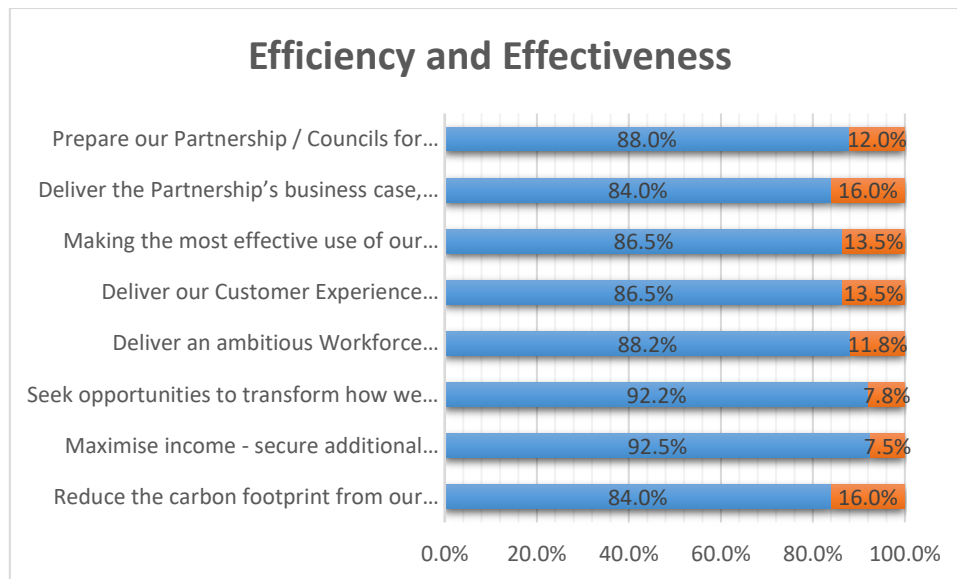 Efficiency and Effectiveness
Prepare our Partnership / Councils for...
88.0% 12.0%
Deliver the Partnership’s business case,...
84.0% 16.0%
Making the most effective use of our...
86.5% 13.5%
Deliver our Customer Experience...
86.5% 13.5%
Deliver an ambitious Workforce...
88.2% 11.8%
Seek opportunities to transform how we...
92.2% 7.8%
Maximise income - secure additional...
92.5% 7.5%
Reduce the carbon footprint from our...
84.0% 16.0%
0.0% 20.0% 40.0% 60.0% 80.0% 100.0%